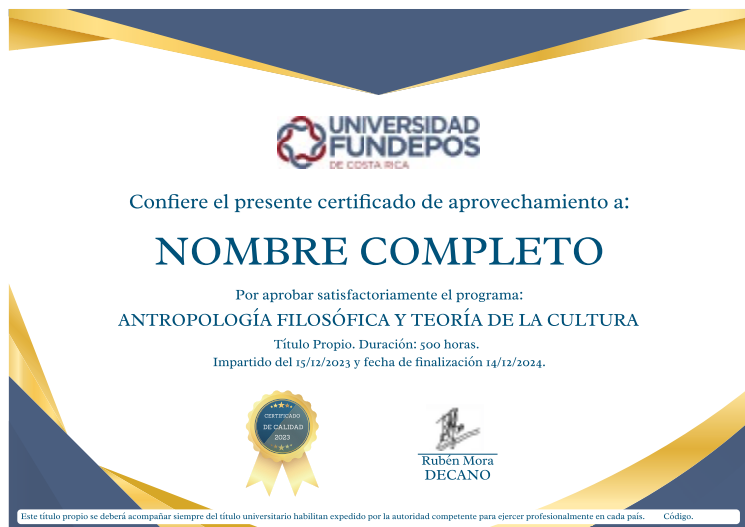 UNIVERSIDAD
FUNDEPOS
DE COSTA RICA
Confiere el presente certificado de aprovechamiento a:
NOMBRE COMPLETO
Por aprobar satisfactoriamente el programa:
ANTROPOLOGÍA FILOSÓFICA Y TEORÍA DE LA CULTURA
Título Propio. Duración: 500 horas.
Impartido del 15/12/2023 y fecha de finalización 14/12/2024.
CERTIFICADO
DE CALIDAD
2023
Rubén Mora
DECANO
Este título propio se deberá acompañar siempre del título universitario habilitan expedido por la autoridad competente para ejercer profesionalmente en cada país. Código.